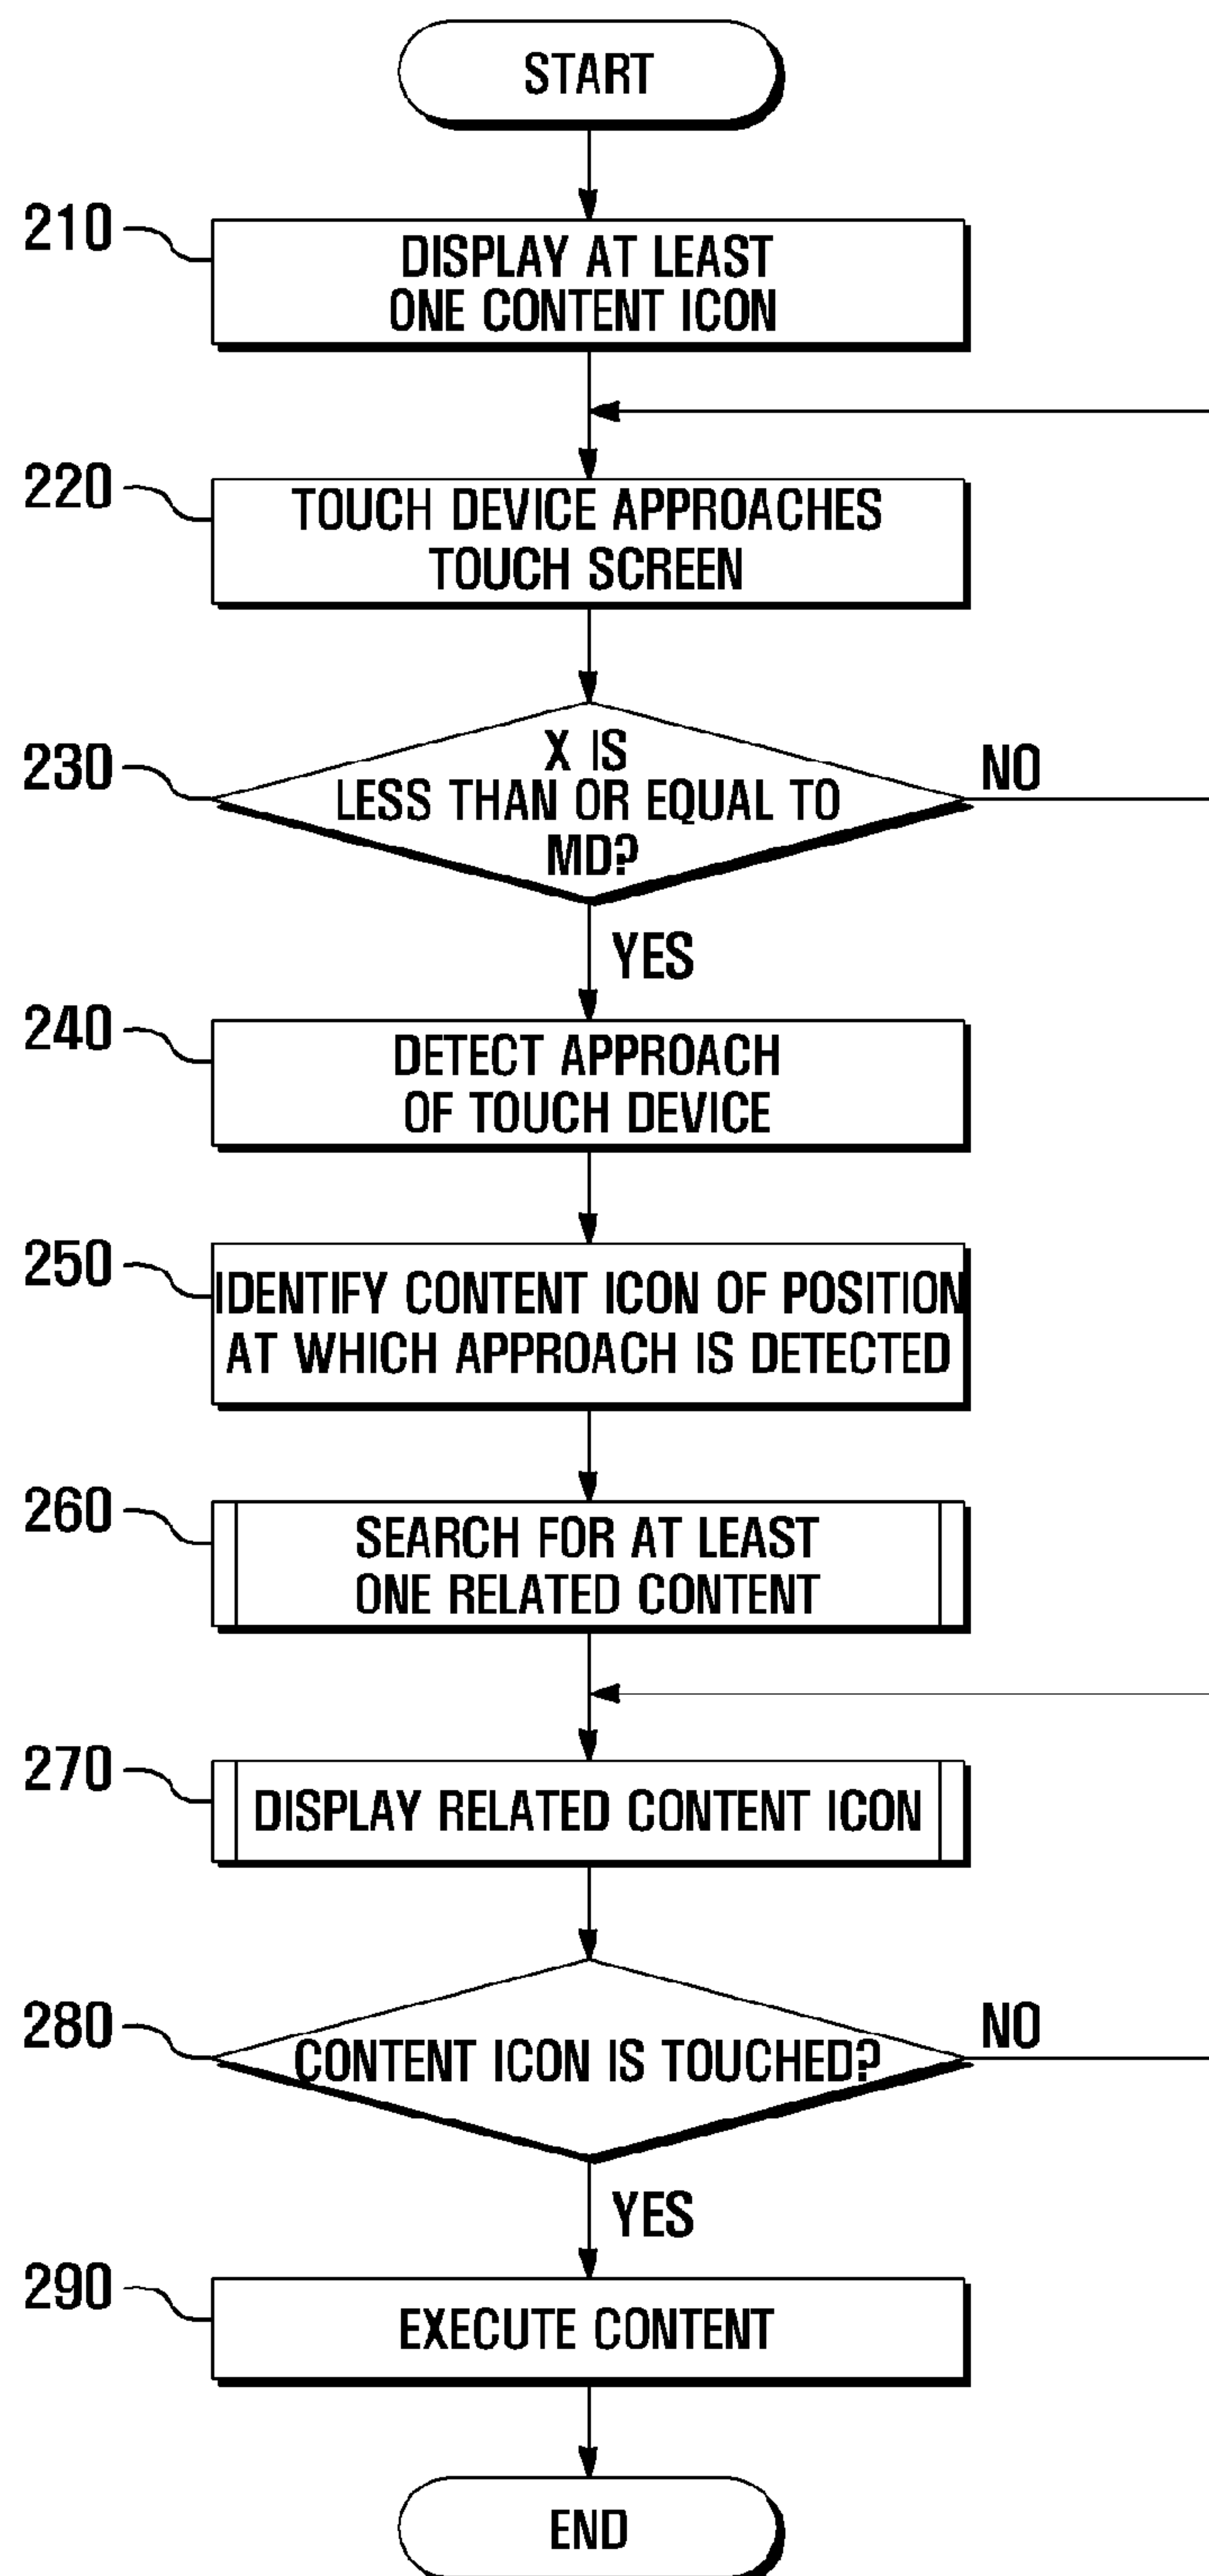 START
210
DISPLAY AT LEAST
ONE CONTENT ICON
220
TOUCH DEVICE APPROACHES
TOUCH SCREEN
230
X IS
LESS THAN OR EQUAL TO
MD?
NO
YES
240
DETECT APPROACH
OF TOUCH DEVICE
250
IDENTIFY CONTENT ICON OF POSITION
AT WHICH APPROACH IS DETECTED
260
SEARCH FOR AT LEAST
ONE RELATED CONTENT
270
DISPLAY RELATED CONTENT ICON
280
CONTENT ICON IS TOUCHED?
NO
YES
290
EXECUTE CONTENT
END